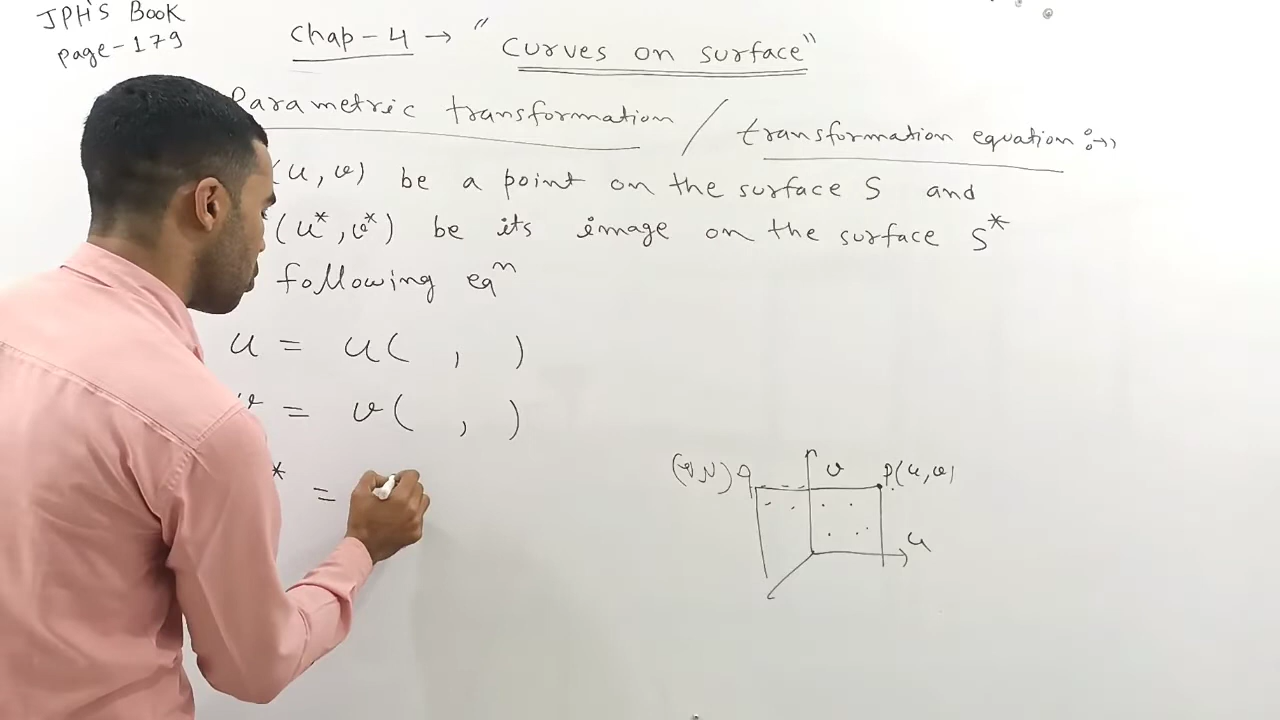 JPH'S Book
page-179
Chap-4 → "Curves on surface"
Parametric transformation / transformation equation :→
(u, v) be a point on the surface S and
(u*, v*) be its image on the surface S*
following eqⁿ
u = u( , )
v = v( , )
* =
v P(u, v)
u